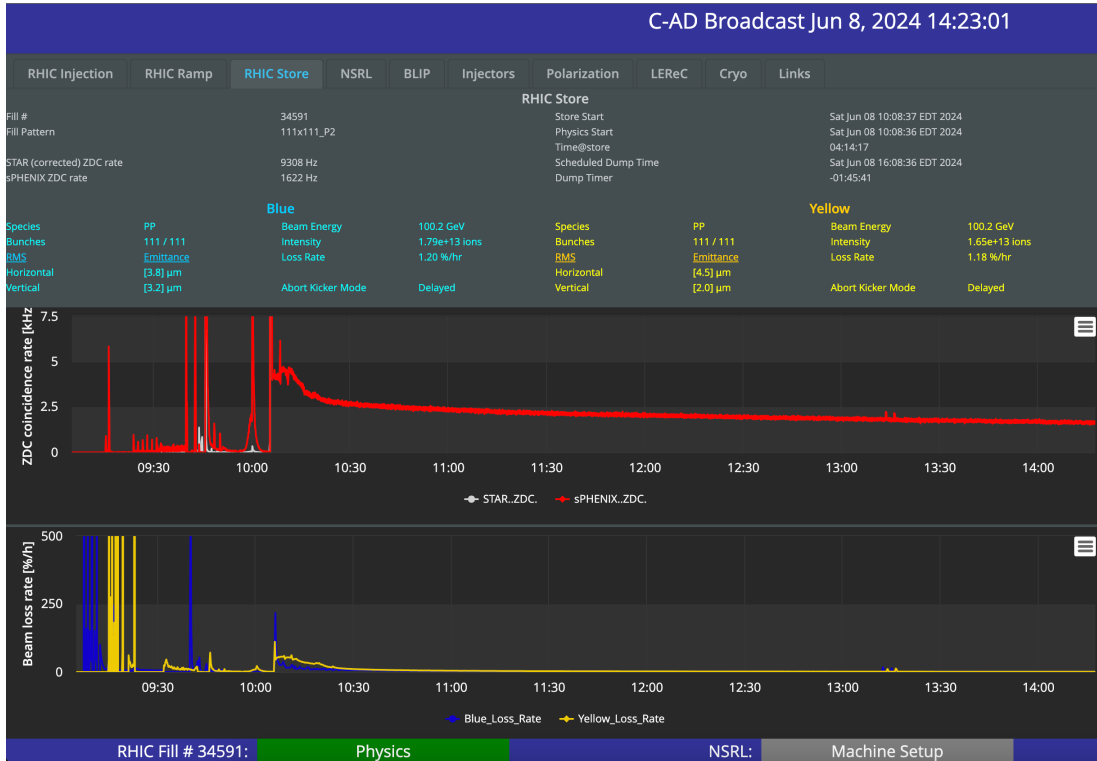 C-AD Broadcast Jun 8, 2024 14:23:01
RHIC Injection RHIC Ramp RHIC Store NSRL BLIP Injectors Polarization LEReC Cryo Links
RHIC Store
Fill # 34591 Store Start Sat Jun 08 10:08:37 EDT 2024
Fill Pattern 111x111_P2 Physics Start Sat Jun 08 10:08:36 EDT 2024
Time@store 04:14:17
STAR (corrected) ZDC rate 9308 Hz Scheduled Dump Time Sat Jun 08 16:08:36 EDT 2024
sPHENIX ZDC rate 1622 Hz Dump Timer -01:45:41
Blue Yellow
Species PP Beam Energy 100.2 GeV Species PP Beam Energy 100.2 GeV
Bunches 111 / 111 Intensity 1.79e+13 ions Bunches 111 / 111 Intensity 1.65e+13 ions
RMS Emittance Loss Rate 1.20 %/hr RMS Emittance Loss Rate 1.18 %/hr
Horizontal [3.8] µm Horizontal [4.5] µm
Vertical [3.2] µm Abort Kicker Mode Delayed Vertical [2.0] µm Abort Kicker Mode Delayed
ZDC coincidence rate [kHz
7.5
5
2.5
0
09:30 10:00 10:30 11:00 11:30 12:00 12:30 13:00 13:30 14:00
STAR..ZDC. sPHENIX..ZDC.
Beam loss rate [%/h]
500
250
0
09:30 10:00 10:30 11:00 11:30 12:00 12:30 13:00 13:30 14:00
Blue_Loss_Rate Yellow_Loss_Rate
RHIC Fill # 34591: Physics NSRL: Machine Setup